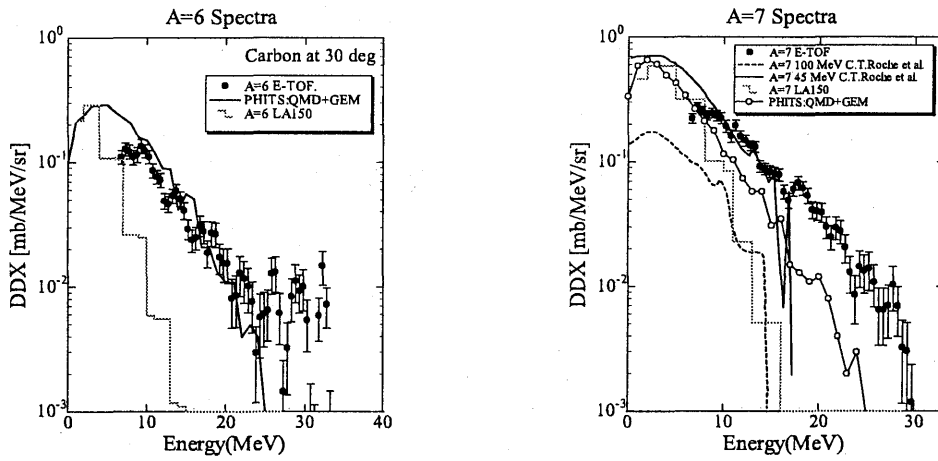 A=6 Spectra
10^0
10^-1
10^-2
10^-3
DDX [mb/MeV/sr]
Carbon at 30 deg
A=6 E-TOF.
PHITS:QMD+GEM
A=6 LA150
0 10 20 30 40
Energy(MeV)
A=7 Spectra
10^0
10^-1
10^-2
10^-3
DDX [mb/MeV/sr]
A=7 E-TOF
A=7 100 MeV C.T.Roche et al.
A=7 45 MeV C.T.Roche et al.
A=7 LA150
PHITS:QMD+GEM
0 10 20 30
Energy(MeV)